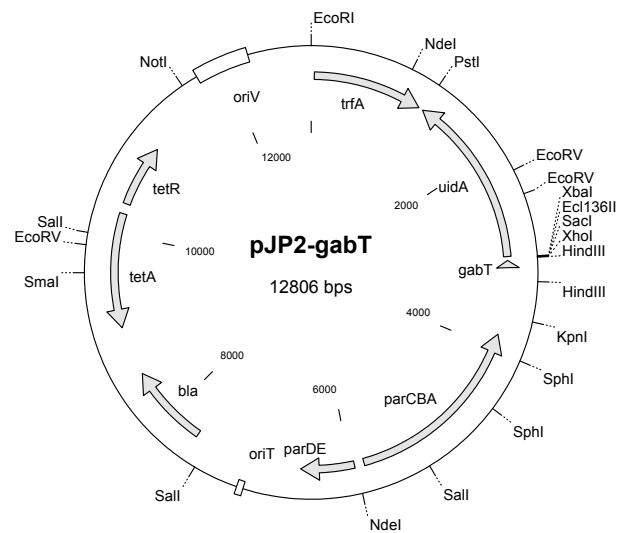 EcoRI
NdeI
PstI
NotI
oriV
trfA
12000
EcoRV
EcoRV
XbaI
Ecl136II
SacI
XhoI
HindIII
HindIII
tetR
uidA
2000
SalI
EcoRV
SmaI
10000
tetA
pJP2-gabT
12806 bps
gabT
4000
KpnI
SphI
SphI
8000
bla
6000
parCBA
oriT
parDE
SalI
SalI
NdeI